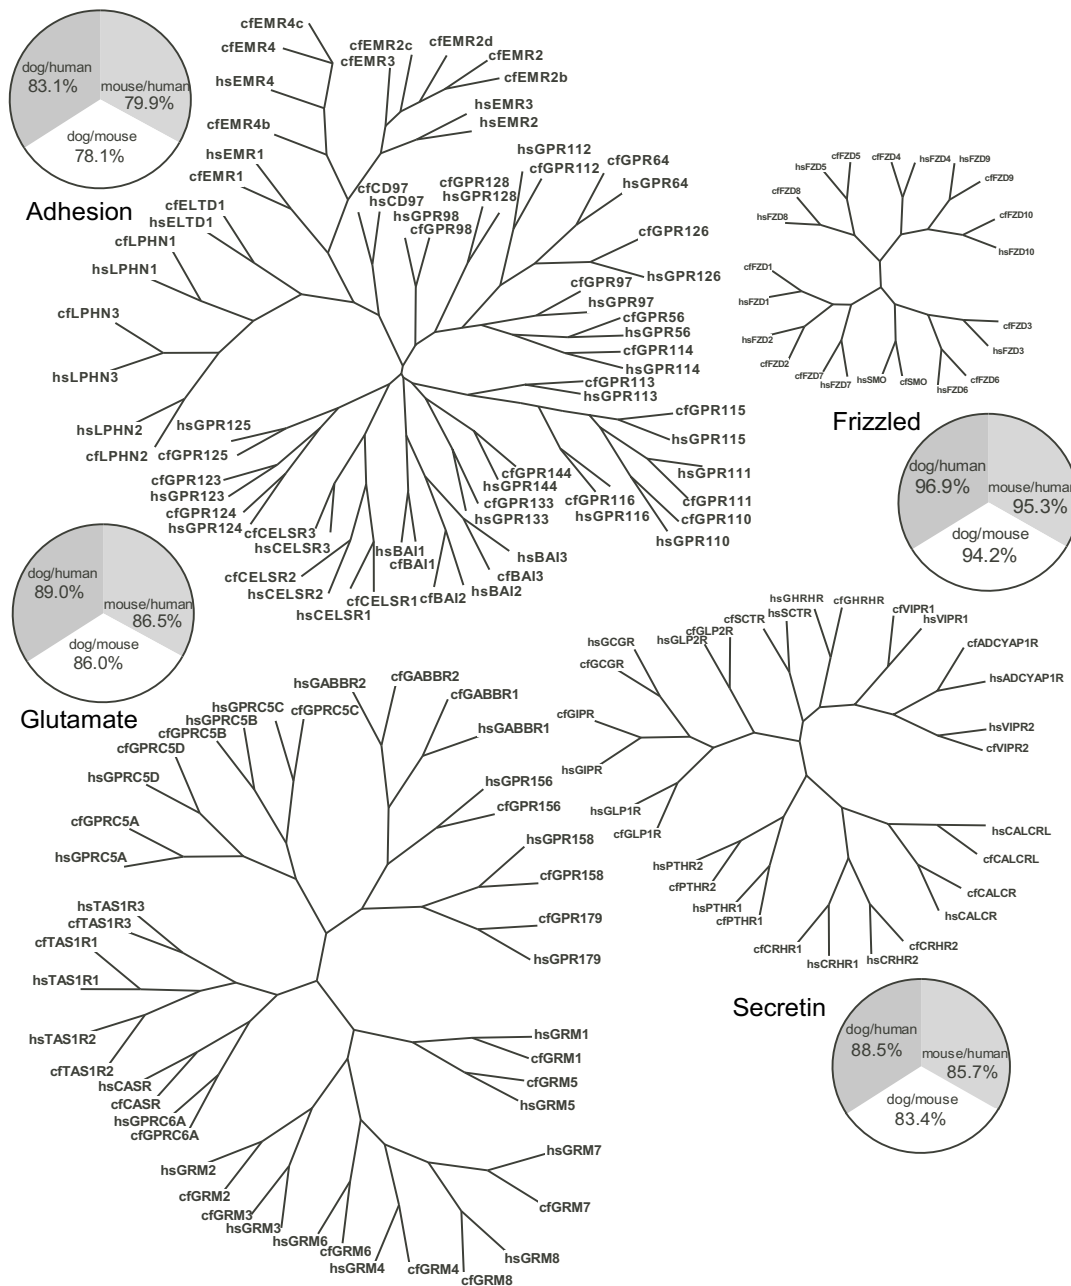 dog/human
83.1%
mouse/human
79.9%
dog/mouse
78.1%
Adhesion
cfEMR4c
cfEMR4
hsEMR4
cfEMR4b
cfEMR2c
cfEMR3
cfEMR2d
cfEMR2
cfEMR2b
hsEMR3
hsEMR2
hsEMR1
cfEMR1
cfELTD1
hsELTD1
cfLPHN1
hsLPHN1
cfLPHN3
hsLPHN3
hsLPHN2
cfLPHN2
cfCD97
hsCD97
hsGPR98
cfGPR98
cfGPR128
hsGPR128
hsGPR112
cfGPR112
cfGPR64
hsGPR64
cfGPR126
hsGPR126
cfGPR97
hsGPR97
cfGPR56
hsGPR56
cfGPR114
hsGPR114
cfGPR113
hsGPR113
cfGPR115
hsGPR115
hsGPR111
cfGPR111
cfGPR110
hsGPR110
cfGPR116
hsGPR116
cfGPR144
hsGPR144
cfGPR133
hsGPR133
hsBAI3
cfBAI3
hsBAI2
cfBAI2
hsBAI1
cfBAI1
cfCELSR1
hsCELSR1
cfCELSR2
hsCELSR2
cfCELSR3
hsCELSR3
hsGPR125
cfGPR125
cfGPR123
hsGPR123
cfGPR124
hsGPR124
hsFZD5
cfFZD5
cfFZD4
hsFZD4
hsFZD9
cfFZD9
cfFZD10
hsFZD10
cfFZD8
hsFZD8
cfFZD1
hsFZD1
hsFZD2
cfFZD2
cfFZD7
hsFZD7
hsSMO
cfSMO
hsFZD6
cfFZD6
hsFZD3
cfFZD3
Frizzled
dog/human
96.9%
mouse/human
95.3%
dog/mouse
94.2%
dog/human
89.0%
mouse/human
86.5%
dog/mouse
86.0%
Glutamate
hsGABBR2
cfGABBR2
cfGABBR1
hsGABBR1
hsGPR156
cfGPR156
hsGPR158
cfGPR158
cfGPR179
hsGPR179
hsGPRC5C
cfGPRC5C
hsGPRC5B
cfGPRC5B
cfGPRC5D
hsGPRC5D
cfGPRC5A
hsGPRC5A
hsTAS1R3
cfTAS1R3
cfTAS1R1
hsTAS1R1
hsTAS1R2
cfTAS1R2
hsCASR
cfCASR
hsGPRC6A
cfGPRC6A
hsGRM1
cfGRM1
cfGRM5
hsGRM5
hsGRM7
cfGRM7
hsGRM8
cfGRM8
cfGRM4
hsGRM4
cfGRM6
hsGRM6
hsGRM3
cfGRM3
cfGRM2
hsGRM2
hsGHRHR
cfGHRHR
cfSCTR
hsSCTR
cfVIPR1
hsVIPR1
cfADCYAP1R
hsADCYAP1R
hsVIPR2
cfVIPR2
cfGLP2R
hsGLP2R
hsGCGR
cfGCGR
cfGIPR
hsGIPR
hsGLP1R
cfGLP1R
hsPTHR2
cfPTHR2
hsPTHR1
cfPTHR1
cfCRHR1
hsCRHR1
hsCRHR2
cfCRHR2
hsCALCR
cfCALCR
cfCALCRL
hsCALCRL
Secretin
dog/human
88.5%
mouse/human
85.7%
dog/mouse
83.4%